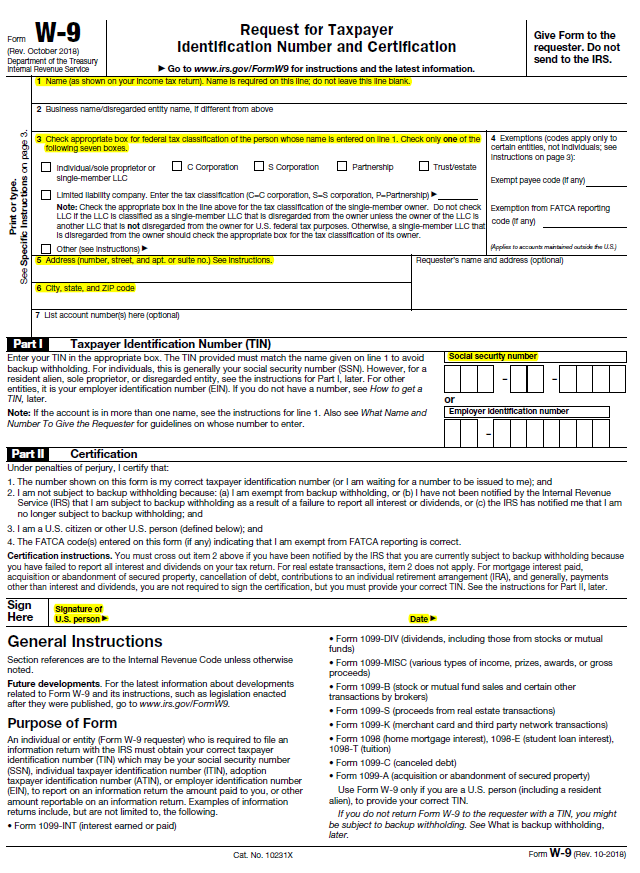 Form W-9
(Rev. October 2018)
Department of the Treasury
Internal Revenue Service
Request for Taxpayer
Identification Number and Certification
▶ Go to www.irs.gov/FormW9 for instructions and the latest information.
Give Form to the
requester. Do not
send to the IRS.
Print or type.
See Specific Instructions on page 3.
1 Name (as shown on your income tax return). Name is required on this line; do not leave this line blank.
2 Business name/disregarded entity name, if different from above
3 Check appropriate box for federal tax classification of the person whose name is entered on line 1. Check only one of the
following seven boxes.
Individual/sole proprietor or
single-member LLC
C Corporation
S Corporation
Partnership
Trust/estate
Limited liability company. Enter the tax classification (C=C corporation, S=S corporation, P=Partnership) ▶
Note: Check the appropriate box in the line above for the tax classification of the single-member owner. Do not check
LLC if the LLC is classified as a single-member LLC that is disregarded from the owner unless the owner of the LLC is
another LLC that is not disregarded from the owner for U.S. federal tax purposes. Otherwise, a single-member LLC that
is disregarded from the owner should check the appropriate box for the tax classification of its owner.
Other (see instructions) ▶
4 Exemptions (codes apply only to
certain entities, not individuals; see
instructions on page 3):
Exempt payee code (if any)
Exemption from FATCA reporting
code (if any)
(Applies to accounts maintained outside the U.S.)
5 Address (number, street, and apt. or suite no.) See instructions.
Requester's name and address (optional)
6 City, state, and ZIP code
7 List account number(s) here (optional)
Part I Taxpayer Identification Number (TIN)
Enter your TIN in the appropriate box. The TIN provided must match the name given on line 1 to avoid
backup withholding. For individuals, this is generally your social security number (SSN). However, for a
resident alien, sole proprietor, or disregarded entity, see the instructions for Part I, later. For other
entities, it is your employer identification number (EIN). If you do not have a number, see How to get a
TIN, later.
Note: If the account is in more than one name, see the instructions for line 1. Also see What Name and
Number To Give the Requester for guidelines on whose number to enter.
Social security number
– –
or
Employer identification number
–
Part II Certification
Under penalties of perjury, I certify that:
1. The number shown on this form is my correct taxpayer identification number (or I am waiting for a number to be issued to me); and
2. I am not subject to backup withholding because: (a) I am exempt from backup withholding, or (b) I have not been notified by the Internal Revenue
Service (IRS) that I am subject to backup withholding as a result of a failure to report all interest or dividends, or (c) the IRS has notified me that I am
no longer subject to backup withholding; and
3. I am a U.S. citizen or other U.S. person (defined below); and
4. The FATCA code(s) entered on this form (if any) indicating that I am exempt from FATCA reporting is correct.
Certification instructions. You must cross out item 2 above if you have been notified by the IRS that you are currently subject to backup withholding because
you have failed to report all interest and dividends on your tax return. For real estate transactions, item 2 does not apply. For mortgage interest paid,
acquisition or abandonment of secured property, cancellation of debt, contributions to an individual retirement arrangement (IRA), and generally, payments
other than interest and dividends, you are not required to sign the certification, but you must provide your correct TIN. See the instructions for Part II, later.
Sign
Here
Signature of
U.S. person ▶
Date ▶
General Instructions
Section references are to the Internal Revenue Code unless otherwise
noted.
Future developments. For the latest information about developments
related to Form W-9 and its instructions, such as legislation enacted
after they were published, go to www.irs.gov/FormW9.
Purpose of Form
An individual or entity (Form W-9 requester) who is required to file an
information return with the IRS must obtain your correct taxpayer
identification number (TIN) which may be your social security number
(SSN), individual taxpayer identification number (ITIN), adoption
taxpayer identification number (ATIN), or employer identification number
(EIN), to report on an information return the amount paid to you, or other
amount reportable on an information return. Examples of information
returns include, but are not limited to, the following.
• Form 1099-INT (interest earned or paid)
• Form 1099-DIV (dividends, including those from stocks or mutual
funds)
• Form 1099-MISC (various types of income, prizes, awards, or gross
proceeds)
• Form 1099-B (stock or mutual fund sales and certain other
transactions by brokers)
• Form 1099-S (proceeds from real estate transactions)
• Form 1099-K (merchant card and third party network transactions)
• Form 1098 (home mortgage interest), 1098-E (student loan interest),
1098-T (tuition)
• Form 1099-C (canceled debt)
• Form 1099-A (acquisition or abandonment of secured property)
Use Form W-9 only if you are a U.S. person (including a resident
alien), to provide your correct TIN.
If you do not return Form W-9 to the requester with a TIN, you might
be subject to backup withholding. See What is backup withholding,
later.
Cat. No. 10231X
Form W-9 (Rev. 10-2018)